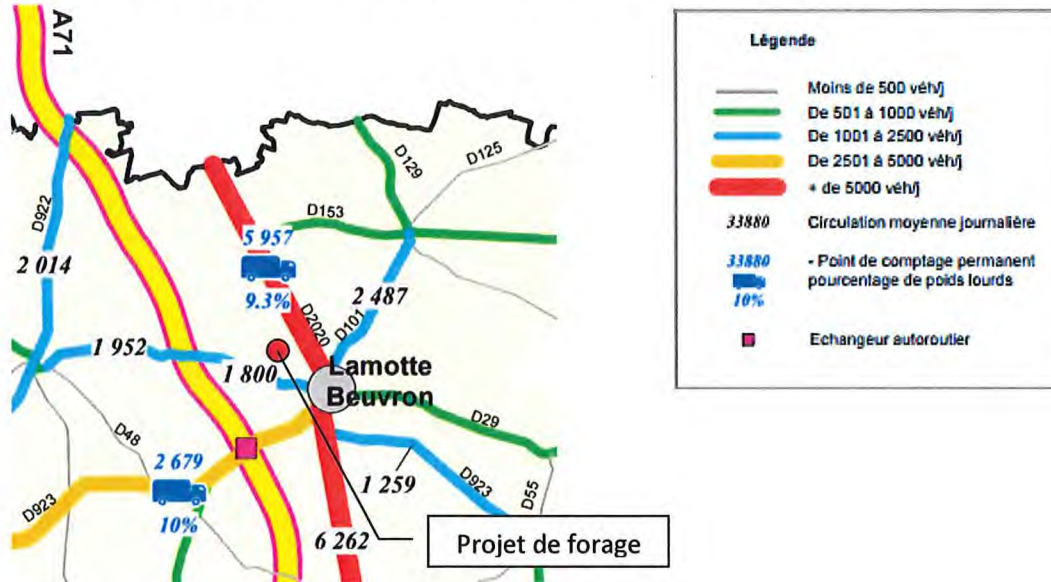 A71
D922
2 014
1 952
5 957
9.3%
D153
D129
D125
D2020
D101
2 487
1 800
Lamotte
Beuvron
D29
D48
D923
2 679
10%
1 259
D923
D55
6 262
Projet de forage
Légende
Moins de 500 véh/j
De 501 à 1000 véh/j
De 1001 à 2500 véh/j
De 2501 à 5000 véh/j
+ de 5000 véh/j
33880 Circulation moyenne journalière
33880 - Point de comptage permanent
pourcentage de poids lourds
10%
Echangeur autoroutier